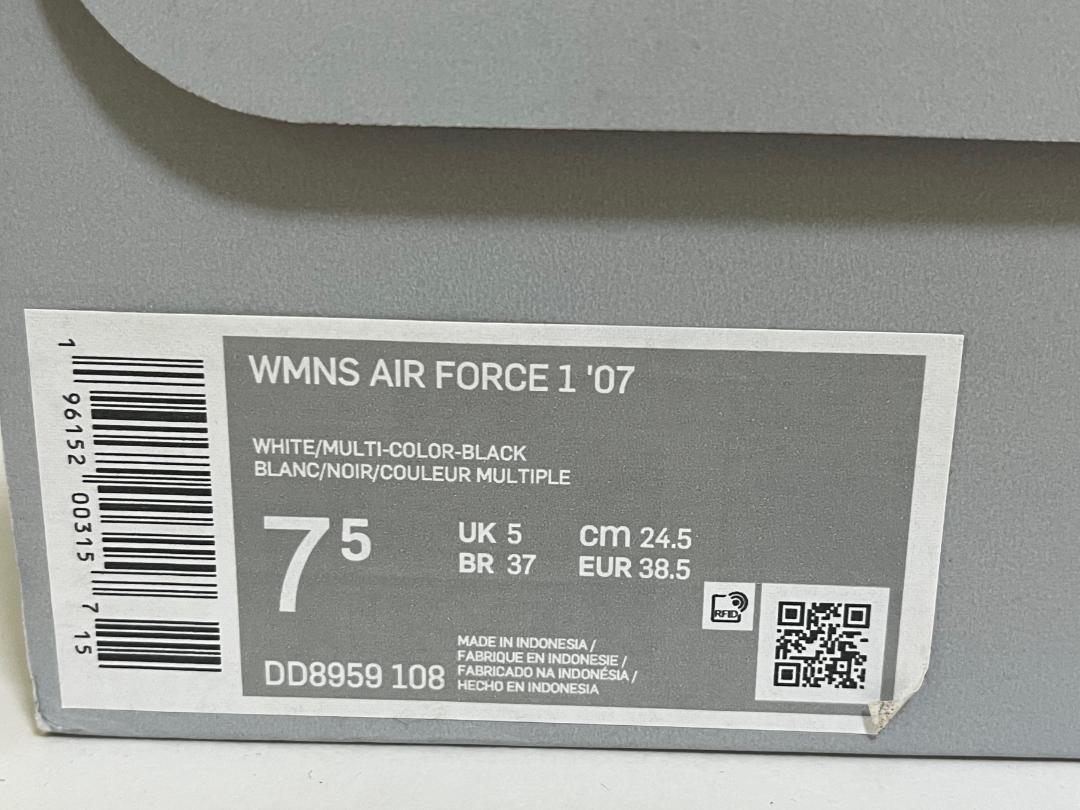 1 96152 00315 7 15
WMNS AIR FORCE 1 '07
WHITE/MULTI-COLOR-BLACK
BLANC/NOIR/COULEUR MULTIPLE
7 5
UK 5 cm 24.5
BR 37 EUR 38.5
RFID
DD8959 108
MADE IN INDONESIA /
FABRIQUE EN INDONESIE /
FABRICADO NA INDONÉSIA /
HECHO EN INDONESIA